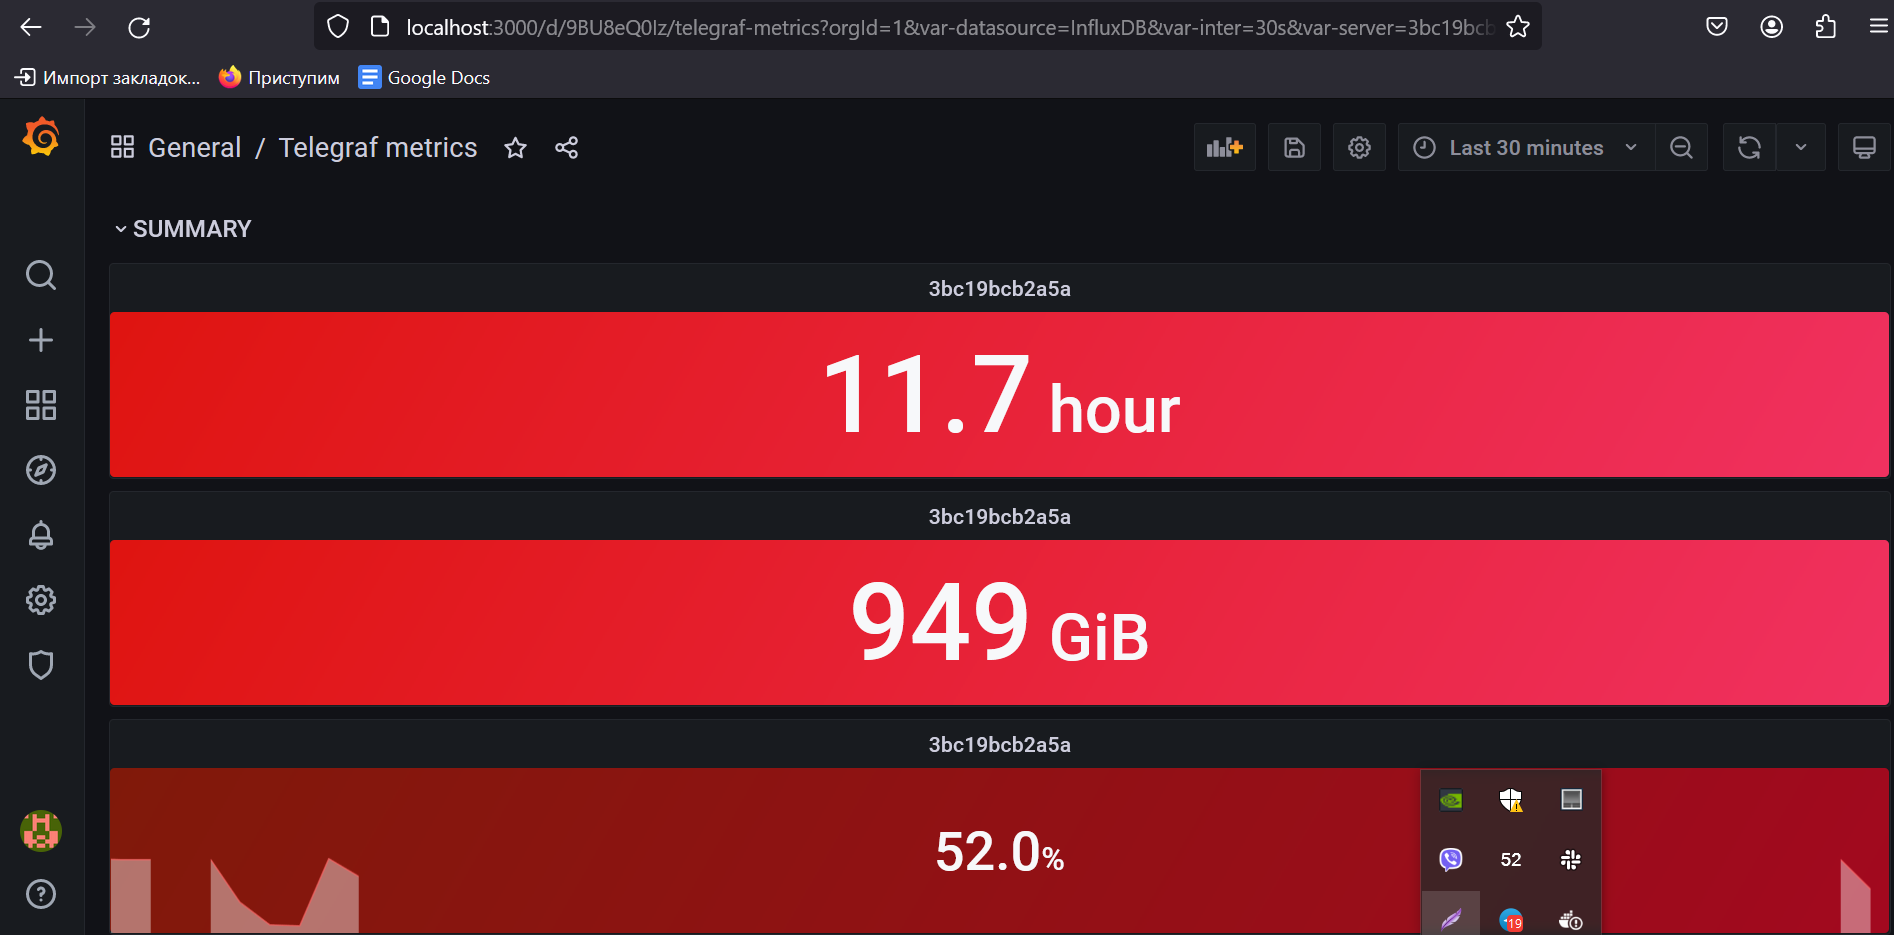 localhost:3000/d/9BU8eQ0Iz/telegraf-metrics?orgId=1&var-datasource=InfluxDB&var-inter=30s&var-server=3bc19bcb
Импорт закладок... Приступим Google Docs
General / Telegraf metrics Last 30 minutes
SUMMARY
3bc19bcb2a5a
11.7 hour
3bc19bcb2a5a
949 GiB
3bc19bcb2a5a
52.0%
52
19